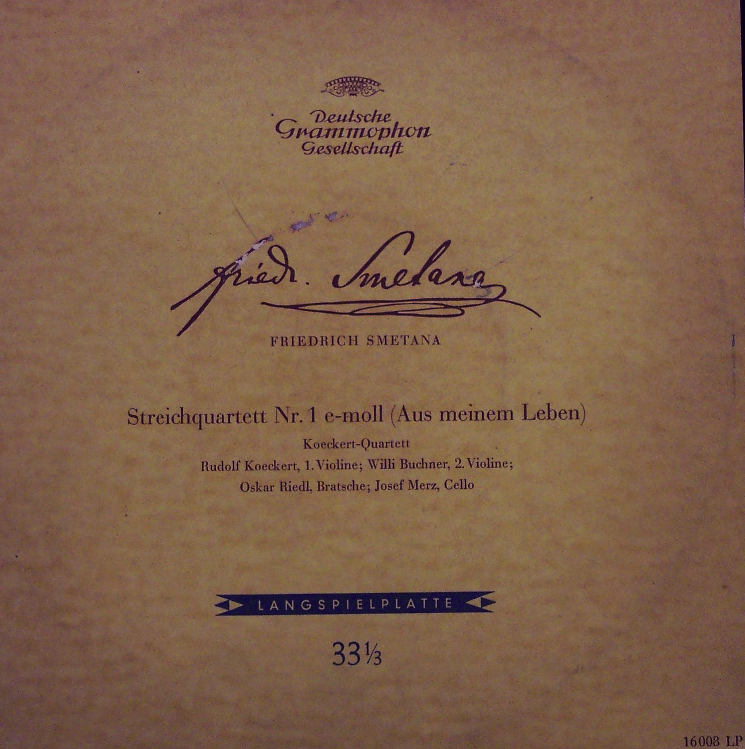 Deutsche
Grammophon
Gesellschaft
Friedr. Smetana
FRIEDRICH SMETANA
Streichquartett Nr. 1 e-moll (Aus meinem Leben)
Koeckert-Quartett
Rudolf Koeckert, 1. Violine; Willi Buchner, 2. Violine;
Oskar Riedl, Bratsche; Josef Merz, Cello
LANGSPIELPLATTE
33⅓
16008 LP